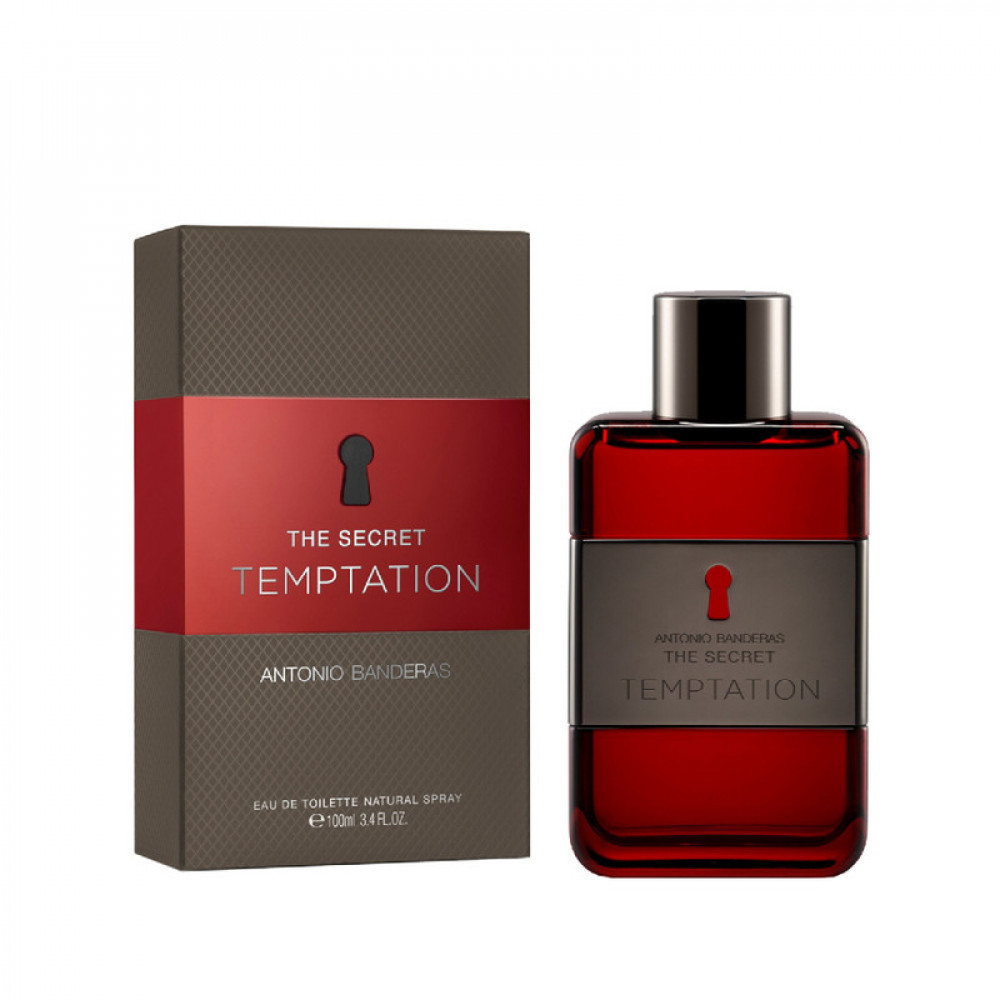 THE SECRET
TEMPTATION
ANTONIO BANDERAS
EAU DE TOILETTE NATURAL SPRAY
℮100ml 3.4 FL.OZ.
ANTONIO BANDERAS
THE SECRET
TEMPTATION